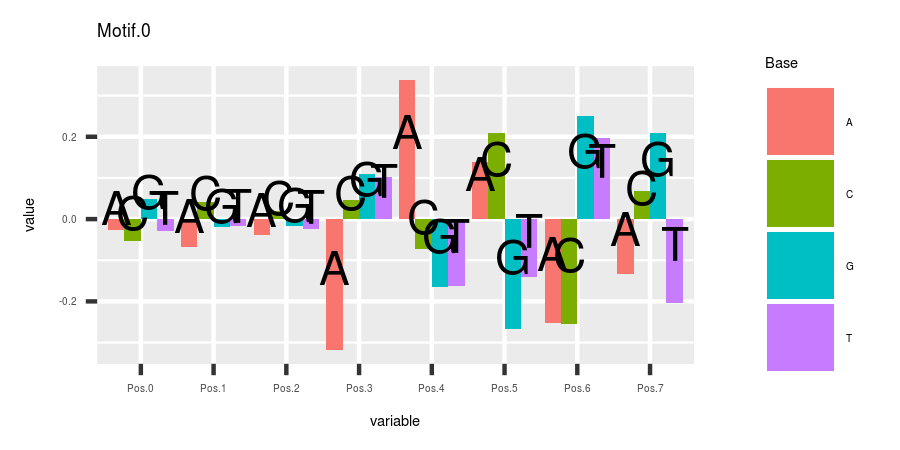 Motif.0
Base
A
C
G
T
value
0.2
0.0
-0.2
A C G T A C G T A C G T A C G T A C G T A C G T A C G T A C G T
Pos.0 Pos.1 Pos.2 Pos.3 Pos.4 Pos.5 Pos.6 Pos.7
variable